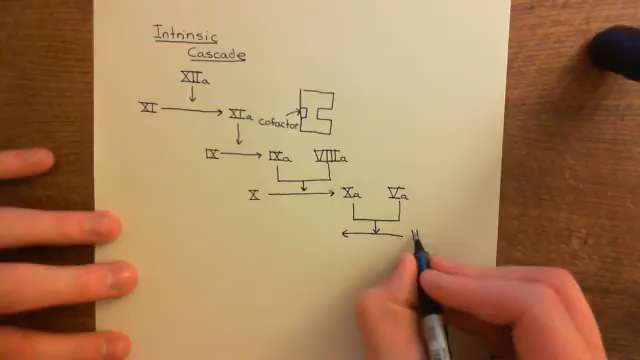 Intrinsic
Cascade
XIIa
XI XIa cofactor
IX IXa VIIIa
X Xa Va